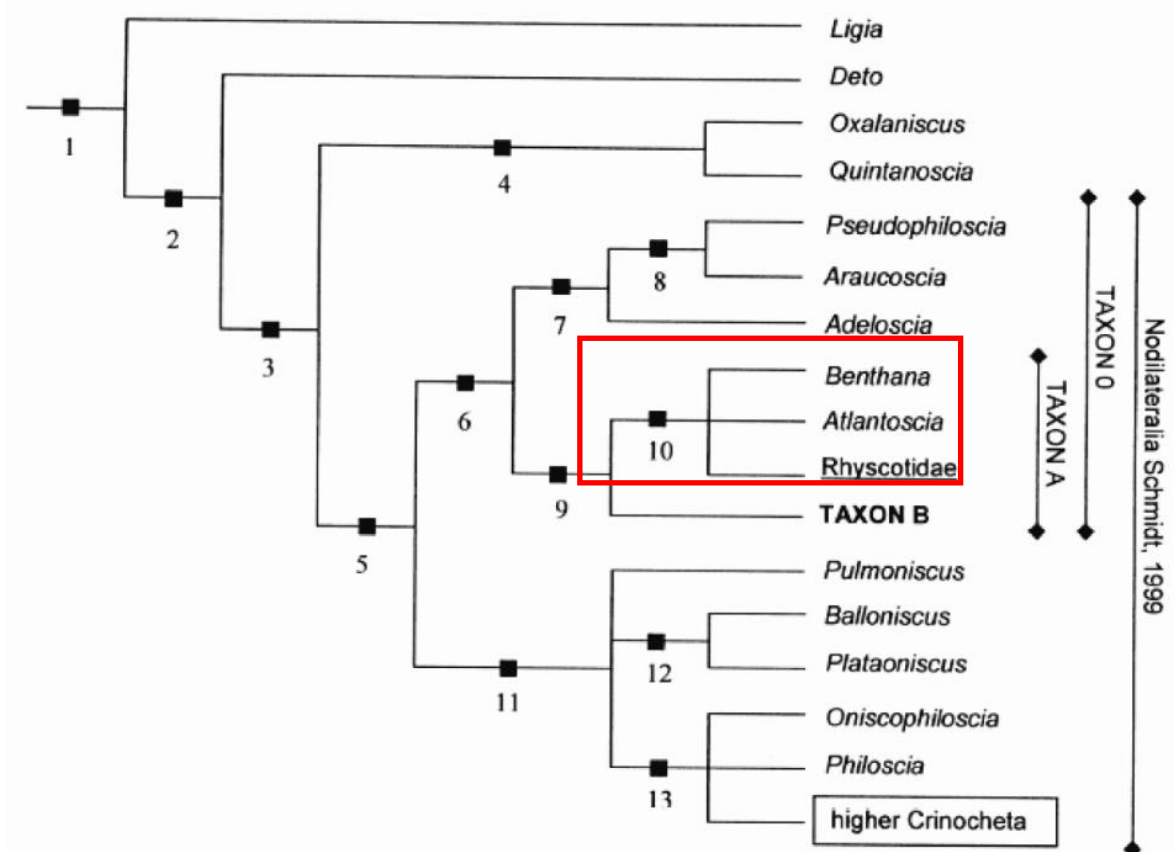 Ligia
Deto
Oxalaniscus
Quintanoscia
Pseudophiloscia
Araucoscia
Adeloscia
Benthana
Atlantoscia
Rhyscotidae
TAXON B
Pulmoniscus
Balloniscus
Plataoniscus
Oniscophiloscia
Philoscia
higher Crinocheta
1
2
3
4
5
6
7
8
9
10
11
12
13
TAXON A
TAXON 0
Nodilateralia Schmidt, 1999